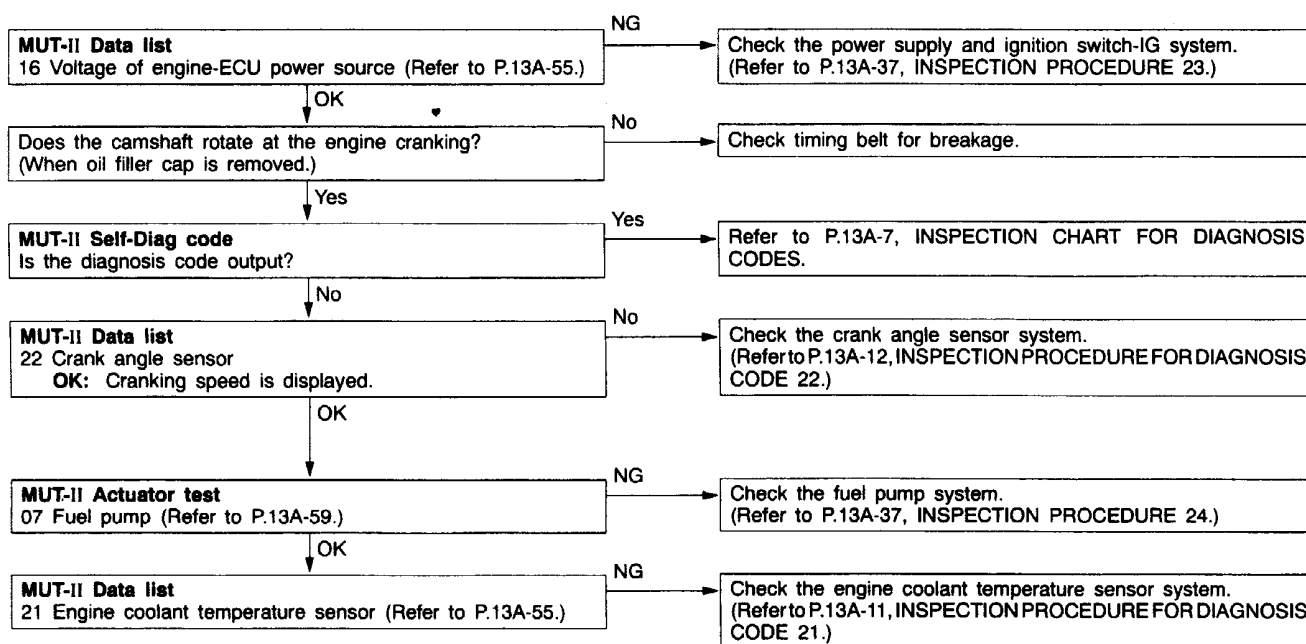 NG
MUT-II Data list
16 Voltage of engine-ECU power source (Refer to P.13A-55.)
Check the power supply and ignition switch-IG system.
(Refer to P.13A-37, INSPECTION PROCEDURE 23.)
OK
No
Does the camshaft rotate at the engine cranking?
(When oil filler cap is removed.)
Check timing belt for breakage.
Yes
Yes
MUT-II Self-Diag code
Is the diagnosis code output?
Refer to P.13A-7, INSPECTION CHART FOR DIAGNOSIS
CODES.
No
No
MUT-II Data list
22 Crank angle sensor
OK: Cranking speed is displayed.
Check the crank angle sensor system.
(Refer to P.13A-12, INSPECTION PROCEDURE FOR DIAGNOSIS
CODE 22.)
OK
NG
MUT-II Actuator test
07 Fuel pump (Refer to P.13A-59.)
Check the fuel pump system.
(Refer to P.13A-37, INSPECTION PROCEDURE 24.)
OK
NG
MUT-II Data list
21 Engine coolant temperature sensor (Refer to P.13A-55.)
Check the engine coolant temperature sensor system.
(Refer to P.13A-11, INSPECTION PROCEDURE FOR DIAGNOSIS
CODE 21.)